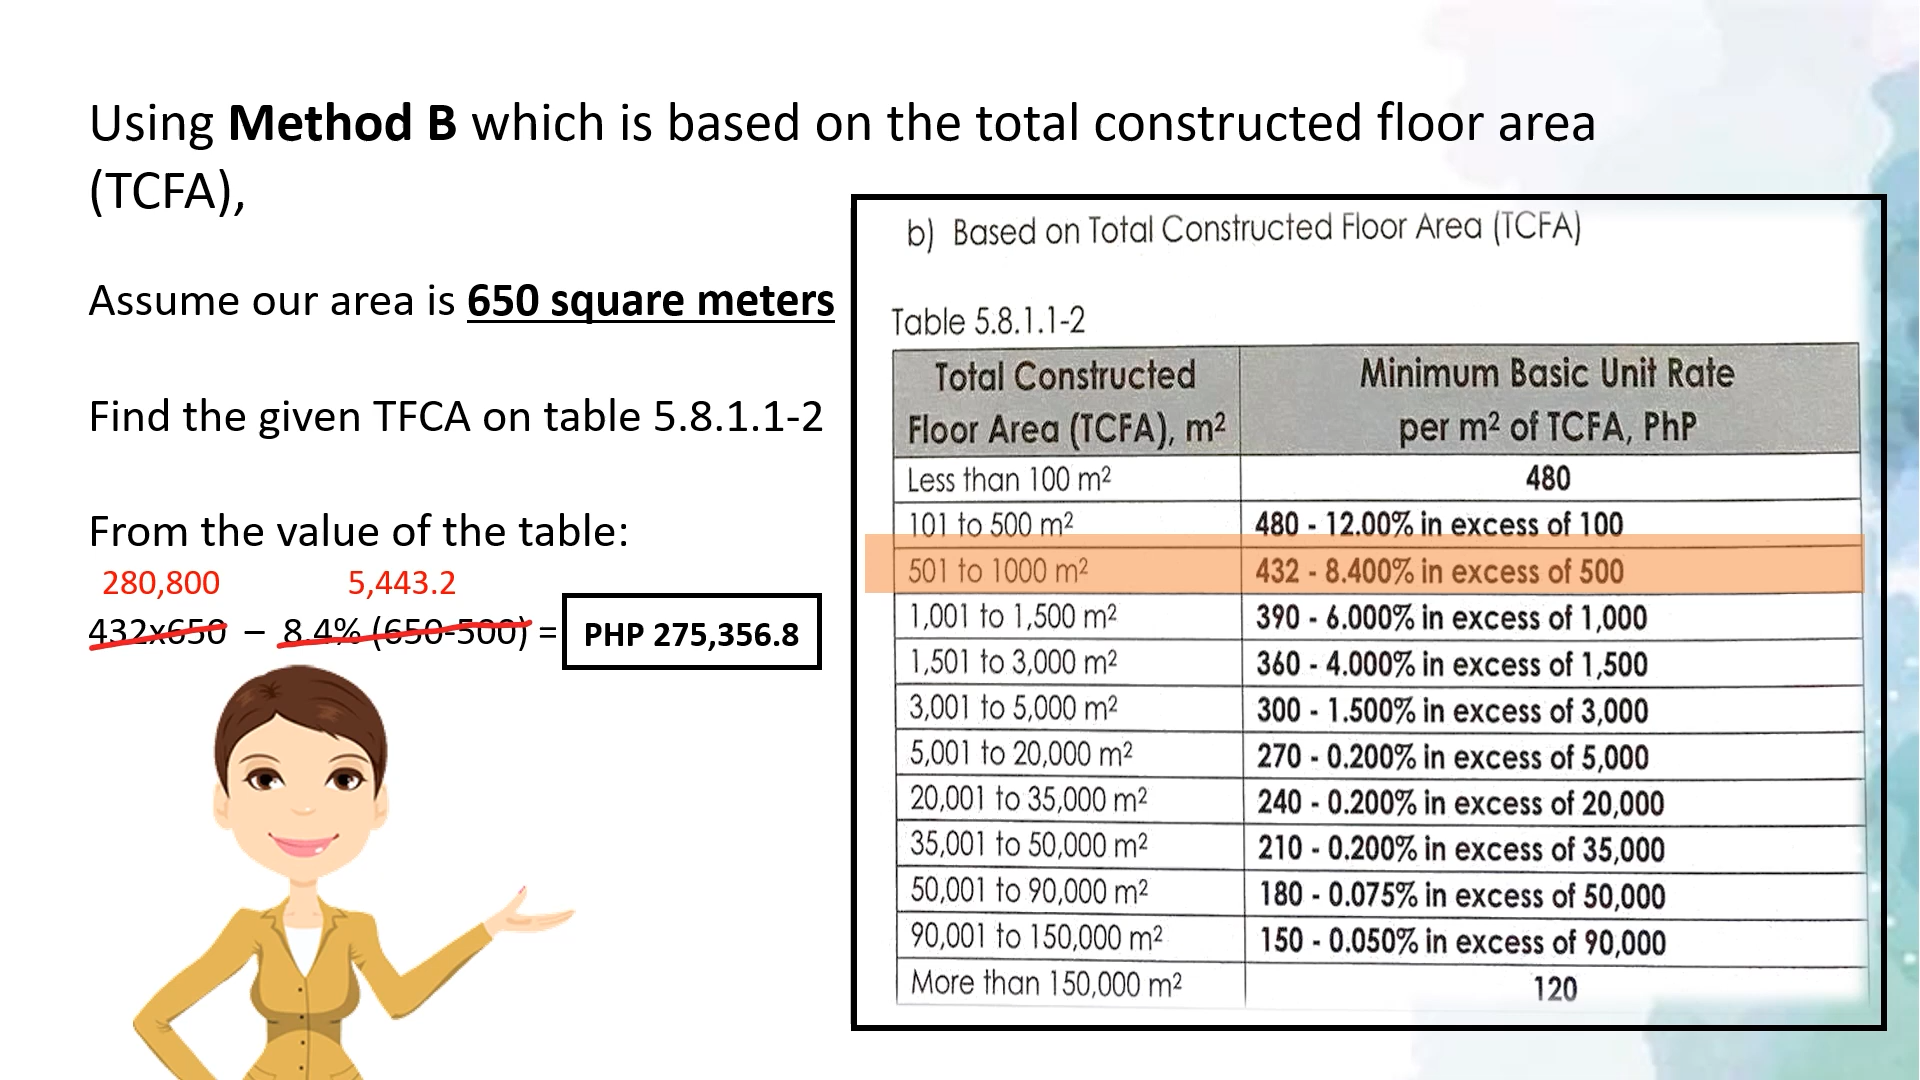 Using Method B which is based on the total constructed floor area
(TCFA),
Assume our area is 650 square meters
Find the given TFCA on table 5.8.1.1-2
From the value of the table:
280,800 5,443.2
432x650 – 8.4% (650-500) = PHP 275,356.8
b) Based on Total Constructed Floor Area (TCFA)
Table 5.8.1.1-2
Total Constructed Floor Area (TCFA), m² Minimum Basic Unit Rate per m² of TCFA, PhP
Less than 100 m² 480
101 to 500 m² 480 - 12.00% in excess of 100
501 to 1000 m² 432 - 8.400% in excess of 500
1,001 to 1,500 m² 390 - 6.000% in excess of 1,000
1,501 to 3,000 m² 360 - 4.000% in excess of 1,500
3,001 to 5,000 m² 300 - 1.500% in excess of 3,000
5,001 to 20,000 m² 270 - 0.200% in excess of 5,000
20,001 to 35,000 m² 240 - 0.200% in excess of 20,000
35,001 to 50,000 m² 210 - 0.200% in excess of 35,000
50,001 to 90,000 m² 180 - 0.075% in excess of 50,000
90,001 to 150,000 m² 150 - 0.050% in excess of 90,000
More than 150,000 m² 120